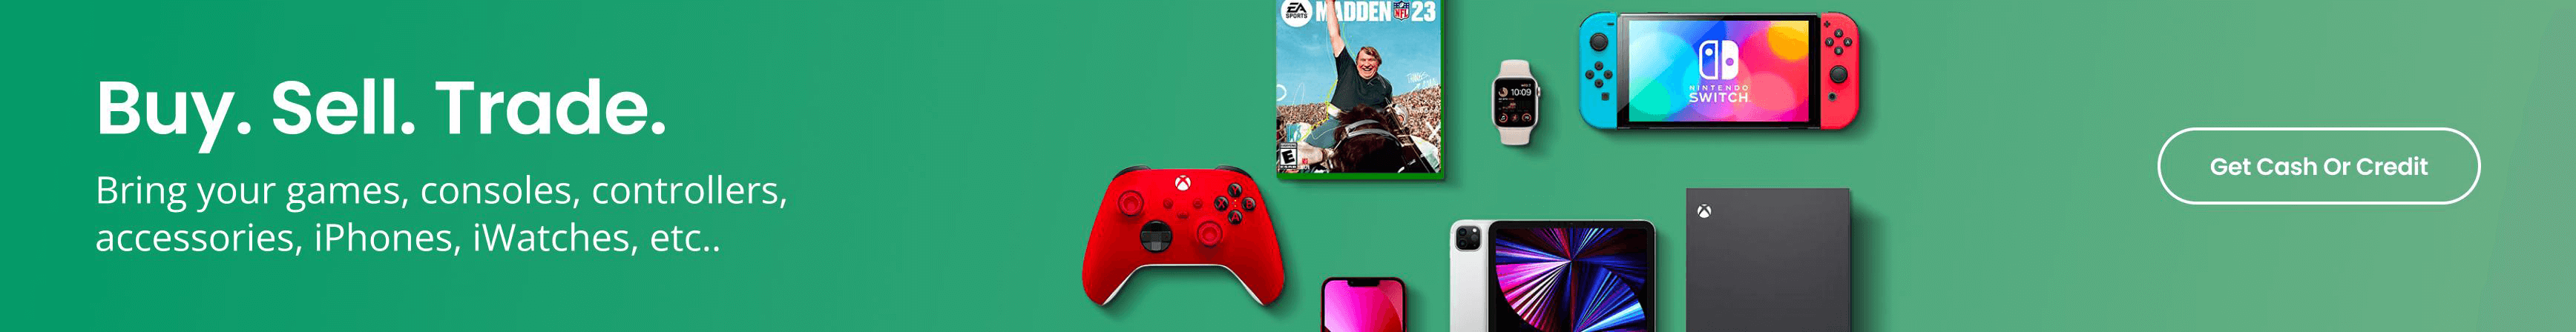 Buy. Sell. Trade.
Bring your games, consoles, controllers,
accessories, iPhones, iWatches, etc..
EA
SPORTS
MADDEN NFL 23
E
10:09
NINTENDO
SWITCH
Get Cash Or Credit